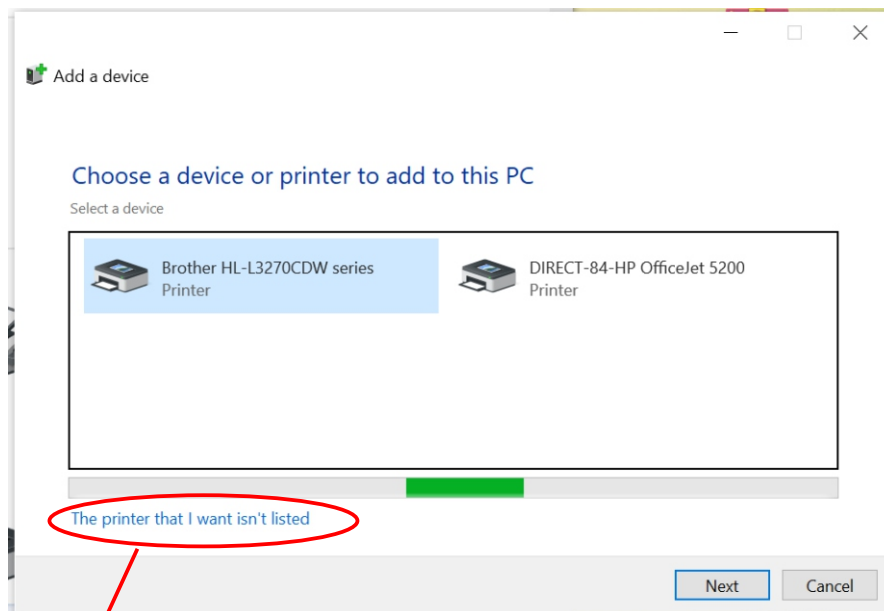 Add a device
Choose a device or printer to add to this PC
Select a device
Brother HL-L3270CDW series
Printer
DIRECT-84-HP OfficeJet 5200
Printer
The printer that I want isn't listed
Next
Cancel